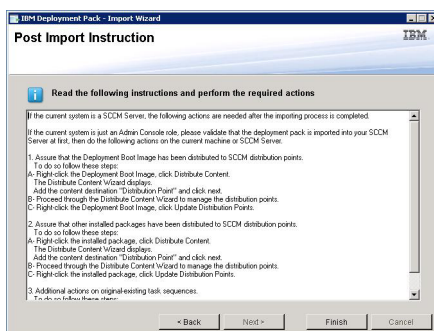 IBM Deployment Pack - Import Wizard
Post Import Instruction
IBM
Read the following instructions and perform the required actions
If the current system is a SCCM Server, the following actions are needed after the importing process is completed.
If the current system is just an Admin Console role, please validate that the deployment pack is imported into your SCCM
Server at first, then do the following actions on the current machine or SCCM Server.
1. Assure that the Deployment Boot Image has been distributed to SCCM distribution points.
To do so follow these steps:
A- Right-click the Deployment Boot Image, click Distribute Content.
The Distribute Content Wizard displays.
Add the content destination "Distribution Point" and click next.
B- Proceed through the Distribute Content Wizard to manage the distribution points.
C- Right-click the Deployment Boot Image, click Update Distribution Points.
2. Assure that other installed packages have been distributed to SCCM distribution points.
To do so follow these steps:
A- Right-click the installed package, click Distribute Content.
The Distribute Content Wizard displays.
Add the content destination "Distribution Point" and click next.
B- Proceed through the Distribute Content Wizard to manage the distribution points.
C- Right-click the installed package, click Update Distribution Points.
3. Additional actions on original-existing task sequences.
To do so follow these steps:
< Back
Next >
Finish
Cancel